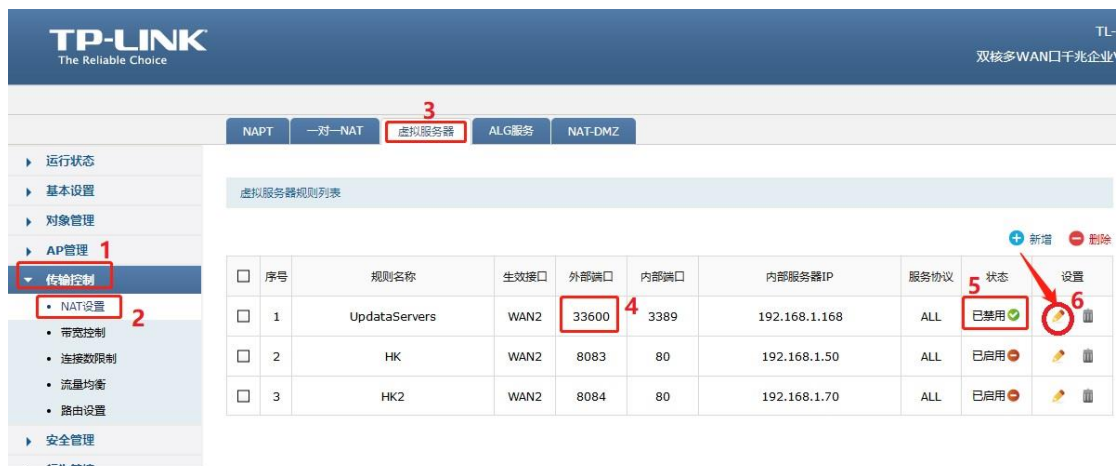 TP-LINK
The Reliable Choice
TL-
双核多WAN口千兆企业V
3
NAPT 一对一NAT 虚拟服务器 ALG服务 NAT-DMZ
运行状态
基本设置
对象管理
AP管理 1
传输控制
NAT设置 2
带宽控制
连接数限制
流量均衡
路由设置
安全管理
虚拟服务器规则列表
新增 删除
序号 规则名称 生效接口 外部端口 内部端口 内部服务器IP 服务协议 5 状态 设置
1 UpdataServers WAN2 33600 4 3389 192.168.1.168 ALL 已禁用 6
2 HK WAN2 8083 80 192.168.1.50 ALL 已启用
3 HK2 WAN2 8084 80 192.168.1.70 ALL 已启用